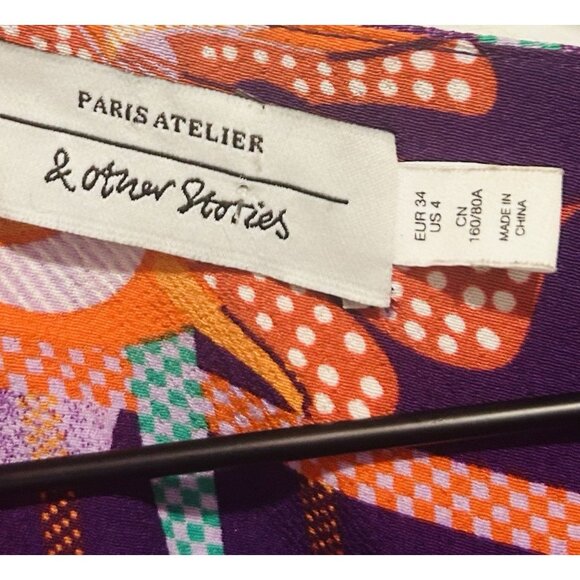 PARIS ATELIER
& other Stories
EUR 34
US 4
CN
160/80A
MADE IN
CHINA